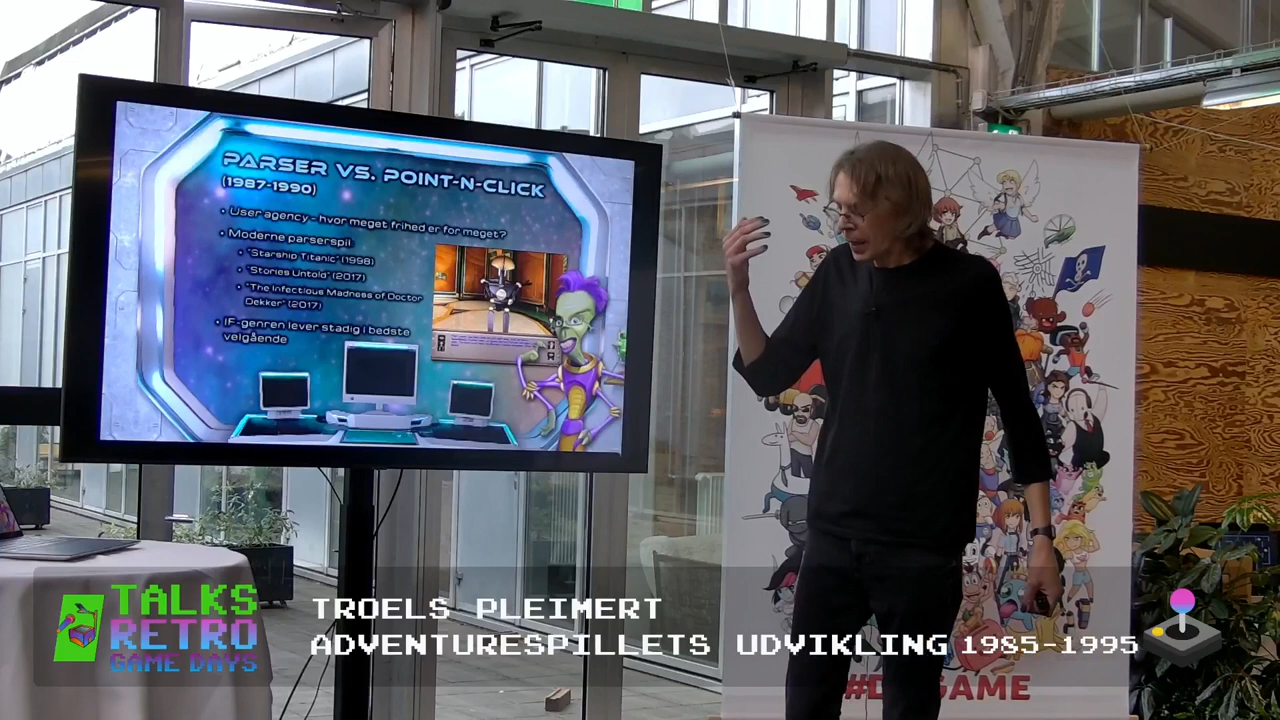 PARSER VS. POINT-N-CLICK
(1987-1990)
• User agency - hvor meget frihed er for meget?
• Moderne parserspil
• "Starship Titanic" (1998)
• "Stories Untold" (2017)
• "The Infectious Madness of Doctor
Dekker" (2017)
• IF-genren lever stadig i bedste
velgående
TALKS
RETRO
GAME DAYS
TROELS PLEIMERT
ADVENTURESPILLETS UDVIKLING 1985-1995